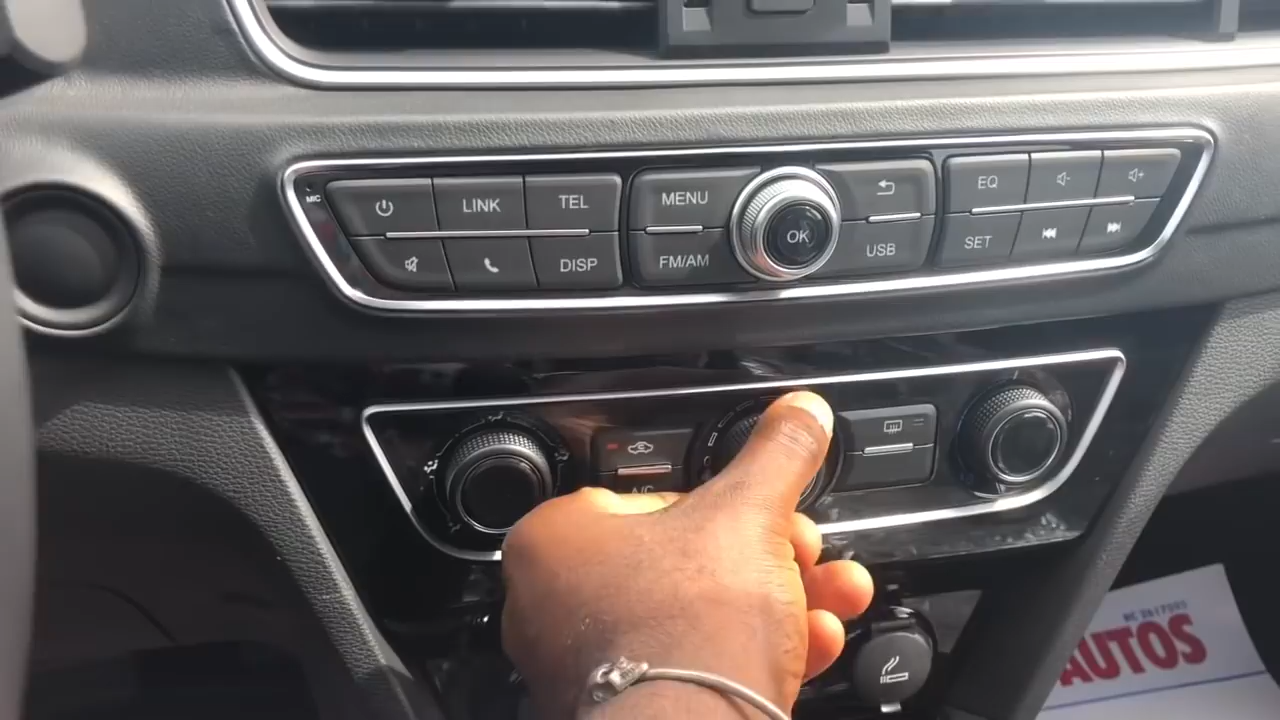 MIC
LINK
TEL
DISP
MENU
FM/AM
OK
USB
EQ
SET
A/C
AUTOS